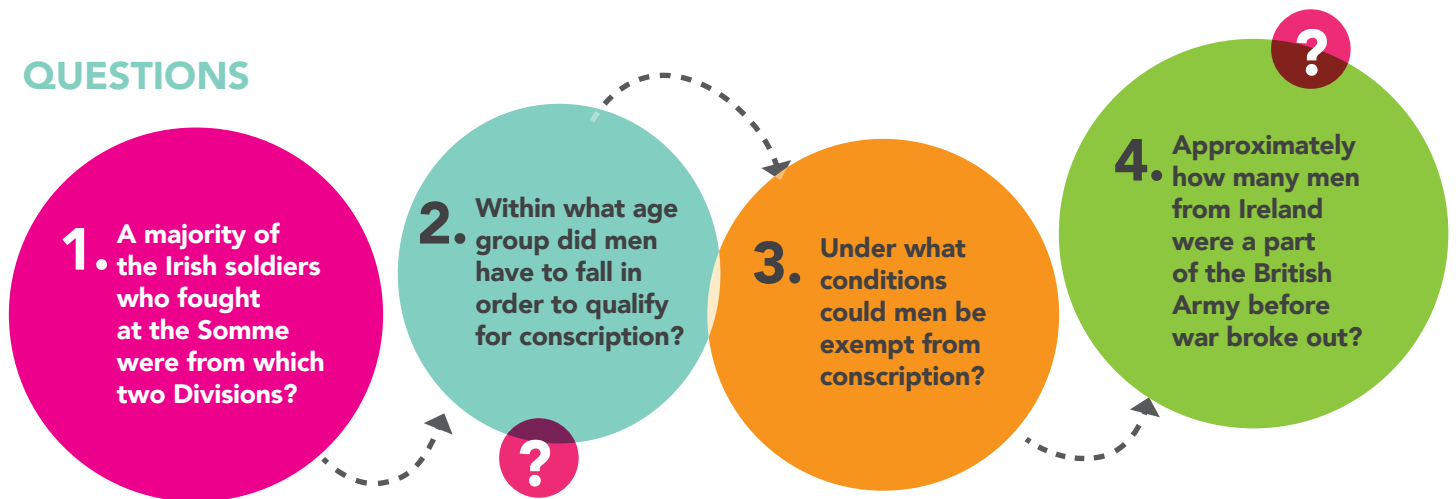 QUESTIONS
1. A majority of
the Irish soldiers
who fought
at the Somme
were from which
two Divisions?
2. Within what age
group did men
have to fall in
order to qualify
for conscription?
?
3. Under what
conditions
could men be
exempt from
conscription?
?
4. Approximately
how many men
from Ireland
were a part
of the British
Army before
war broke out?